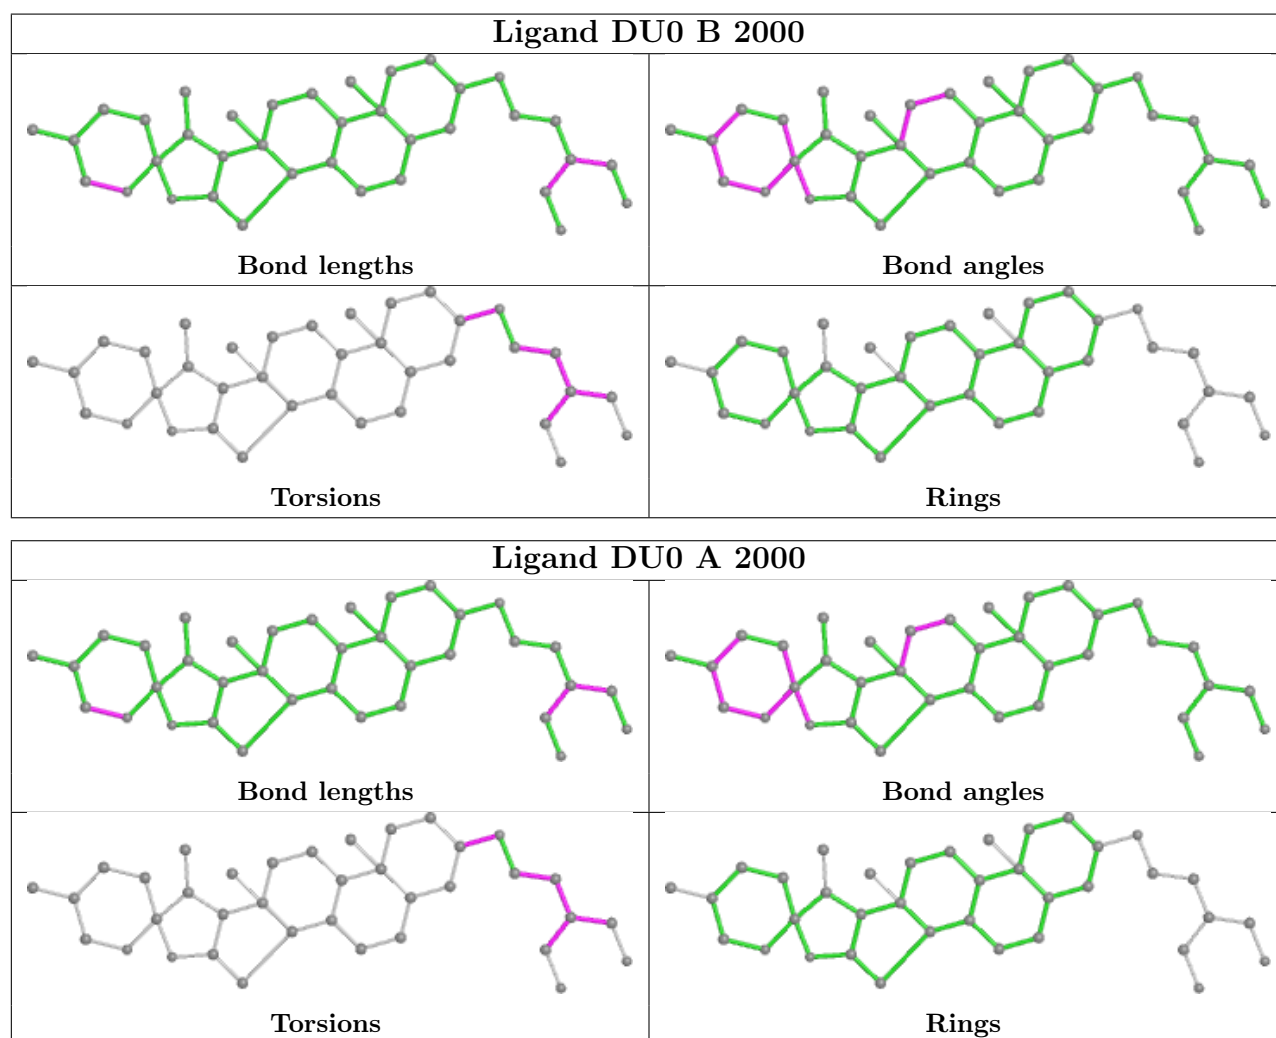 Ligand DU0 B 2000
Bond lengths
Bond angles
Torsions
Rings
Ligand DU0 A 2000
Bond lengths
Bond angles
Torsions
Rings